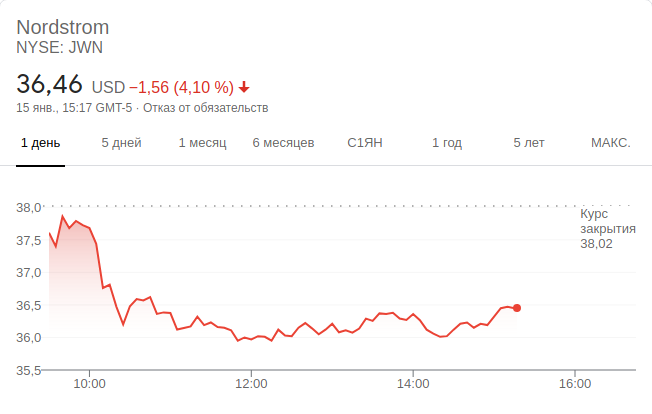 Nordstrom
NYSE: JWN
36,46 USD −1,56 (4,10 %)
15 янв., 15:17 GMT-5 · Отказ от обязательств
1 день 5 дней 1 месяц 6 месяцев С1ЯН 1 год 5 лет МАКС.
38,0
Курс
закрытия
38,02
37,5
37,0
36,5
36,0
35,5
10:00 12:00 14:00 16:00